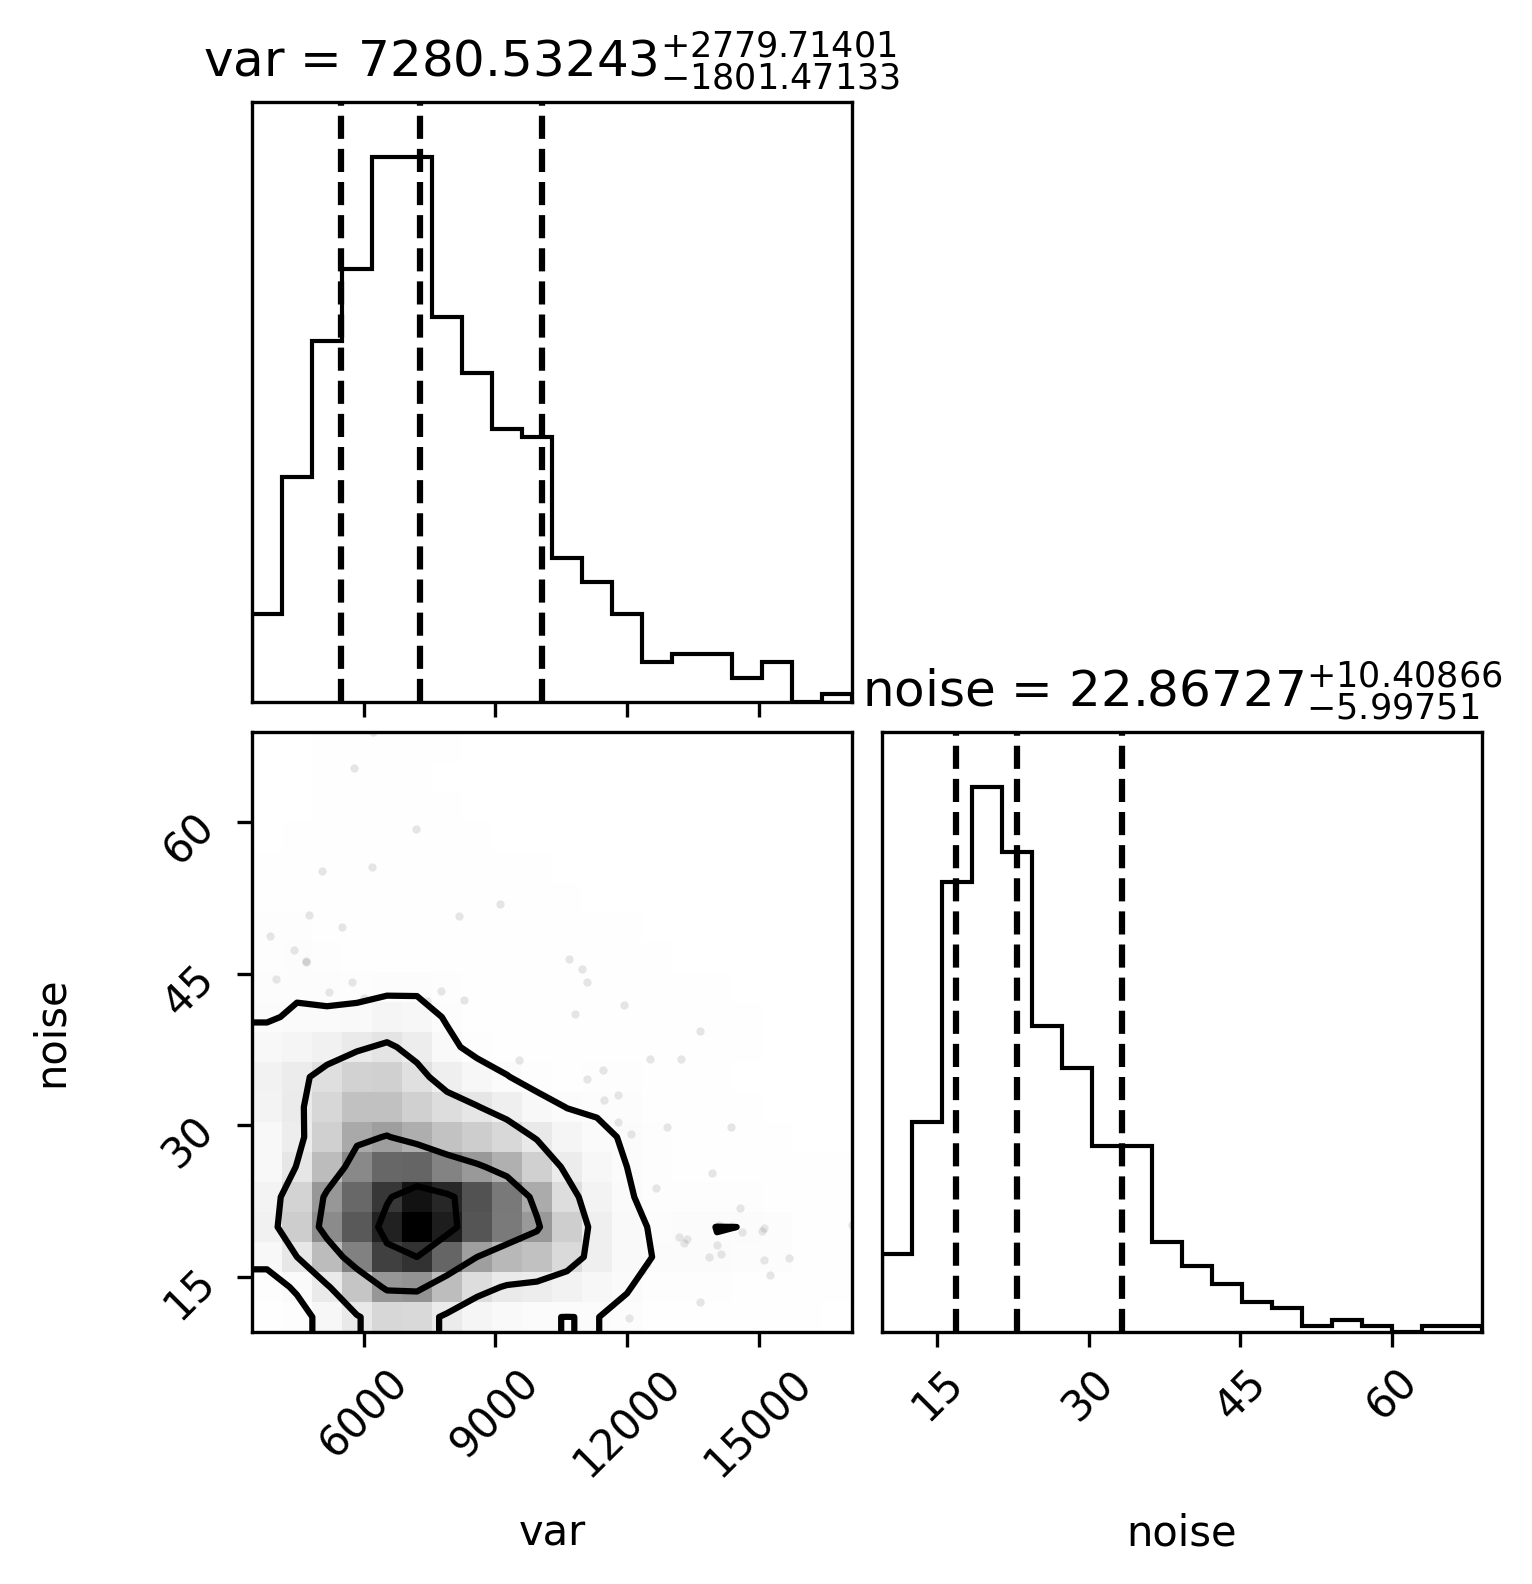 var = 7280.53243+2779.71401−1801.47133
noise = 22.86727+10.40866−5.99751
60
45
30
15
noise
6000 9000 12000 15000
var
15 30 45 60
noise